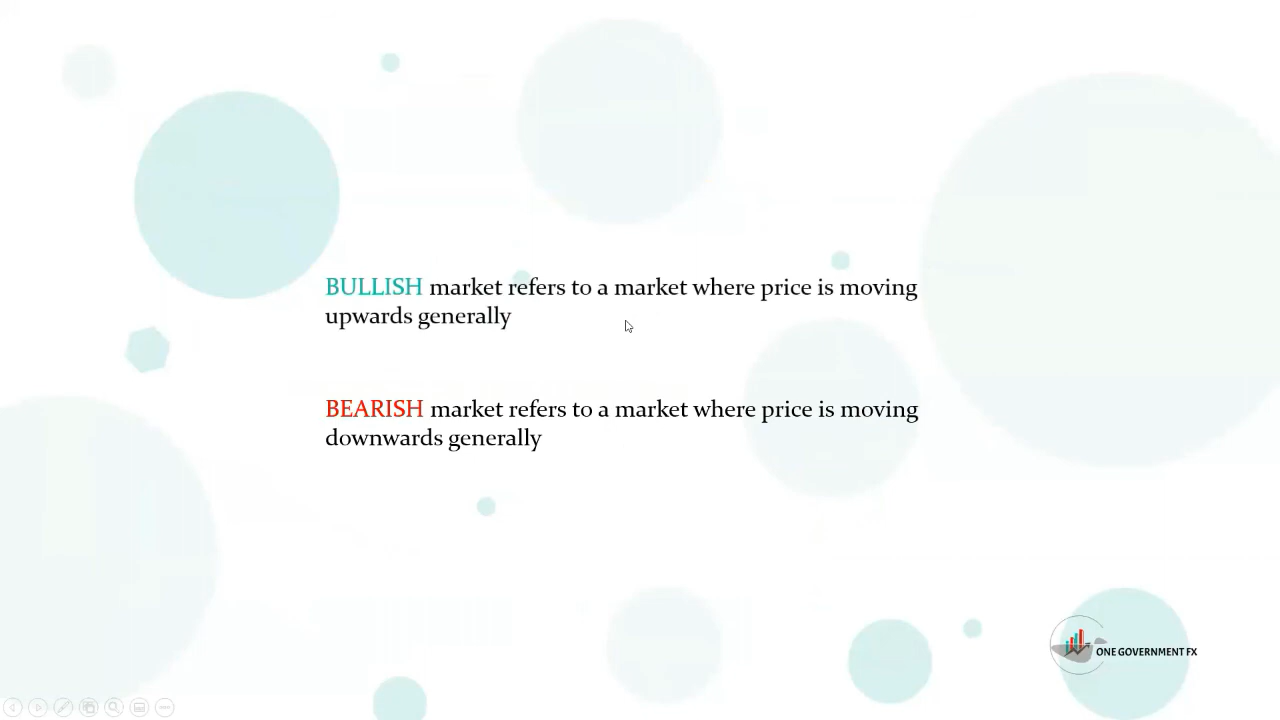 BULLISH market refers to a market where price is moving
upwards generally
BEARISH market refers to a market where price is moving
downwards generally
ONE GOVERNMENT FX